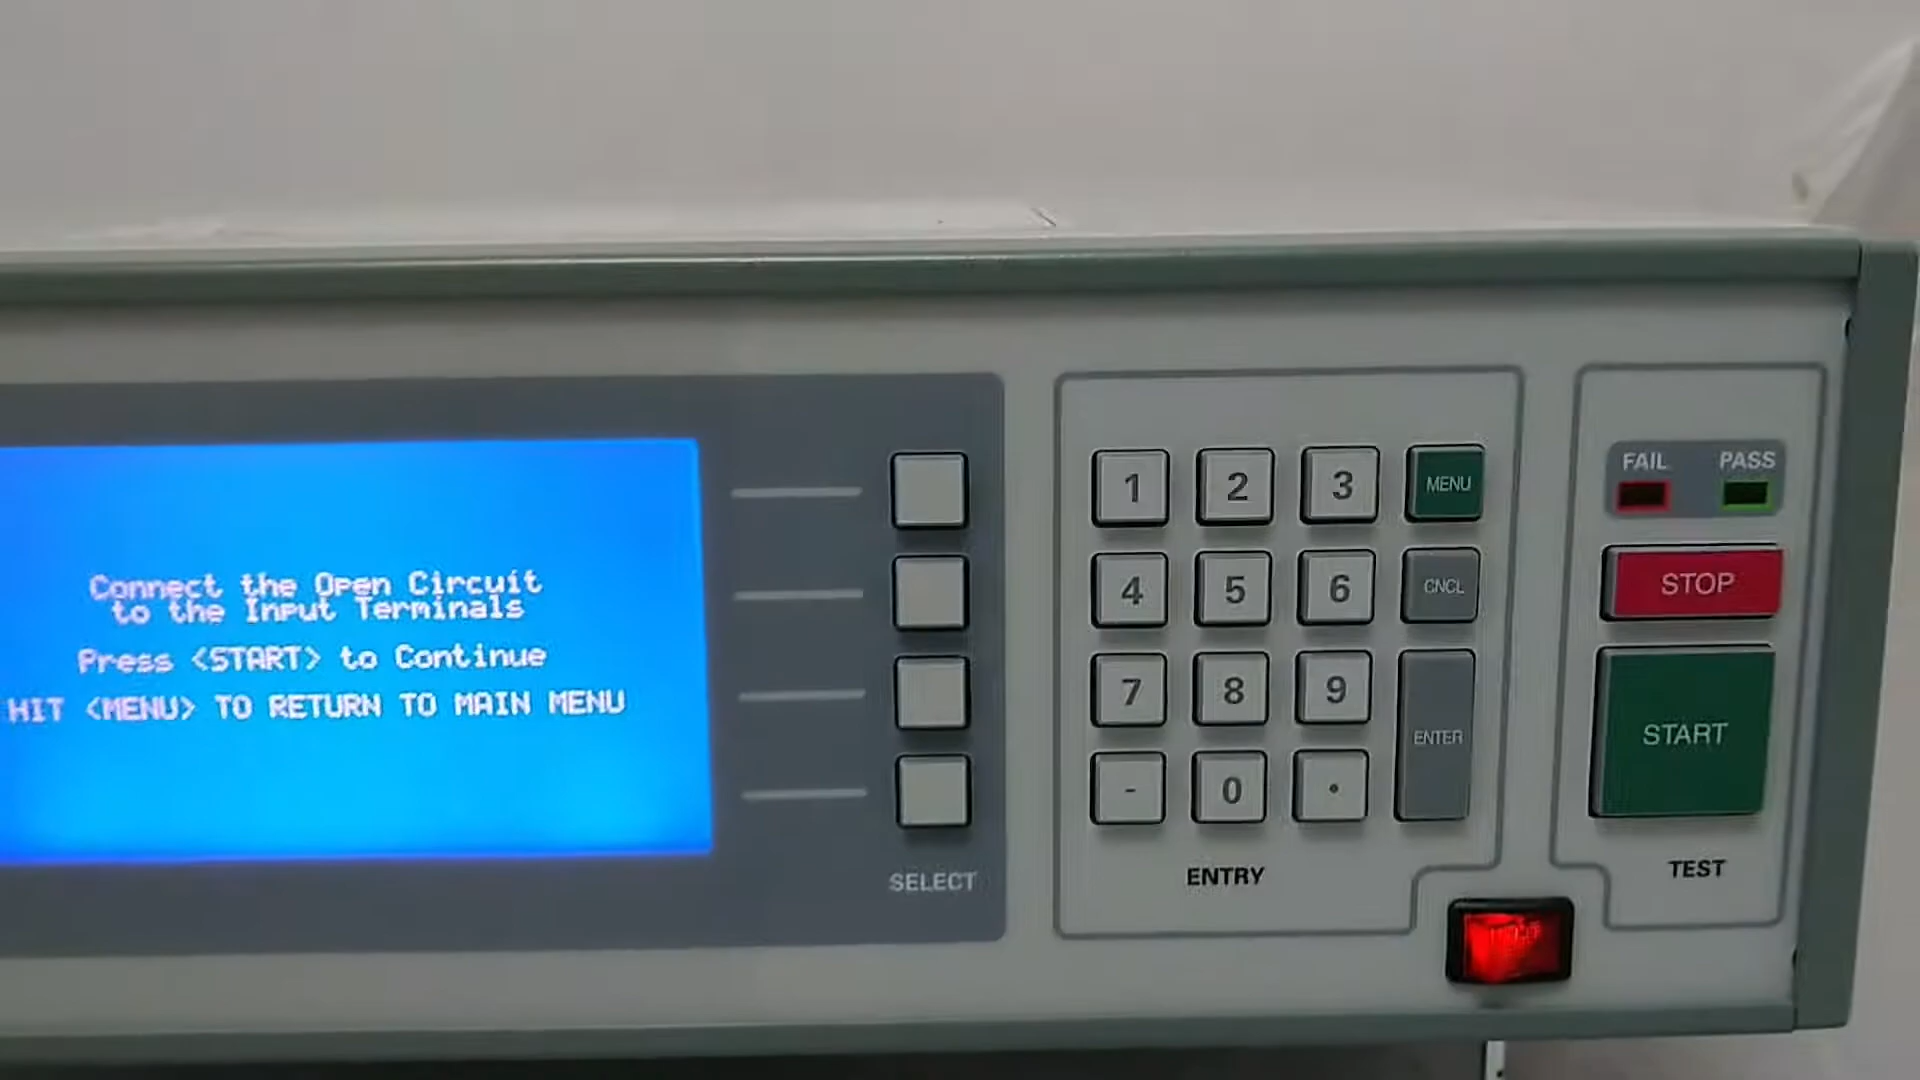 Connect the Open Circuit
to the Input Terminals
Press <START> to Continue
HIT <MENU> TO RETURN TO MAIN MENU
SELECT
1 2 3 MENU
4 5 6 CNCL
7 8 9
- 0 . ENTER
ENTRY
FAIL PASS
STOP
START
TEST